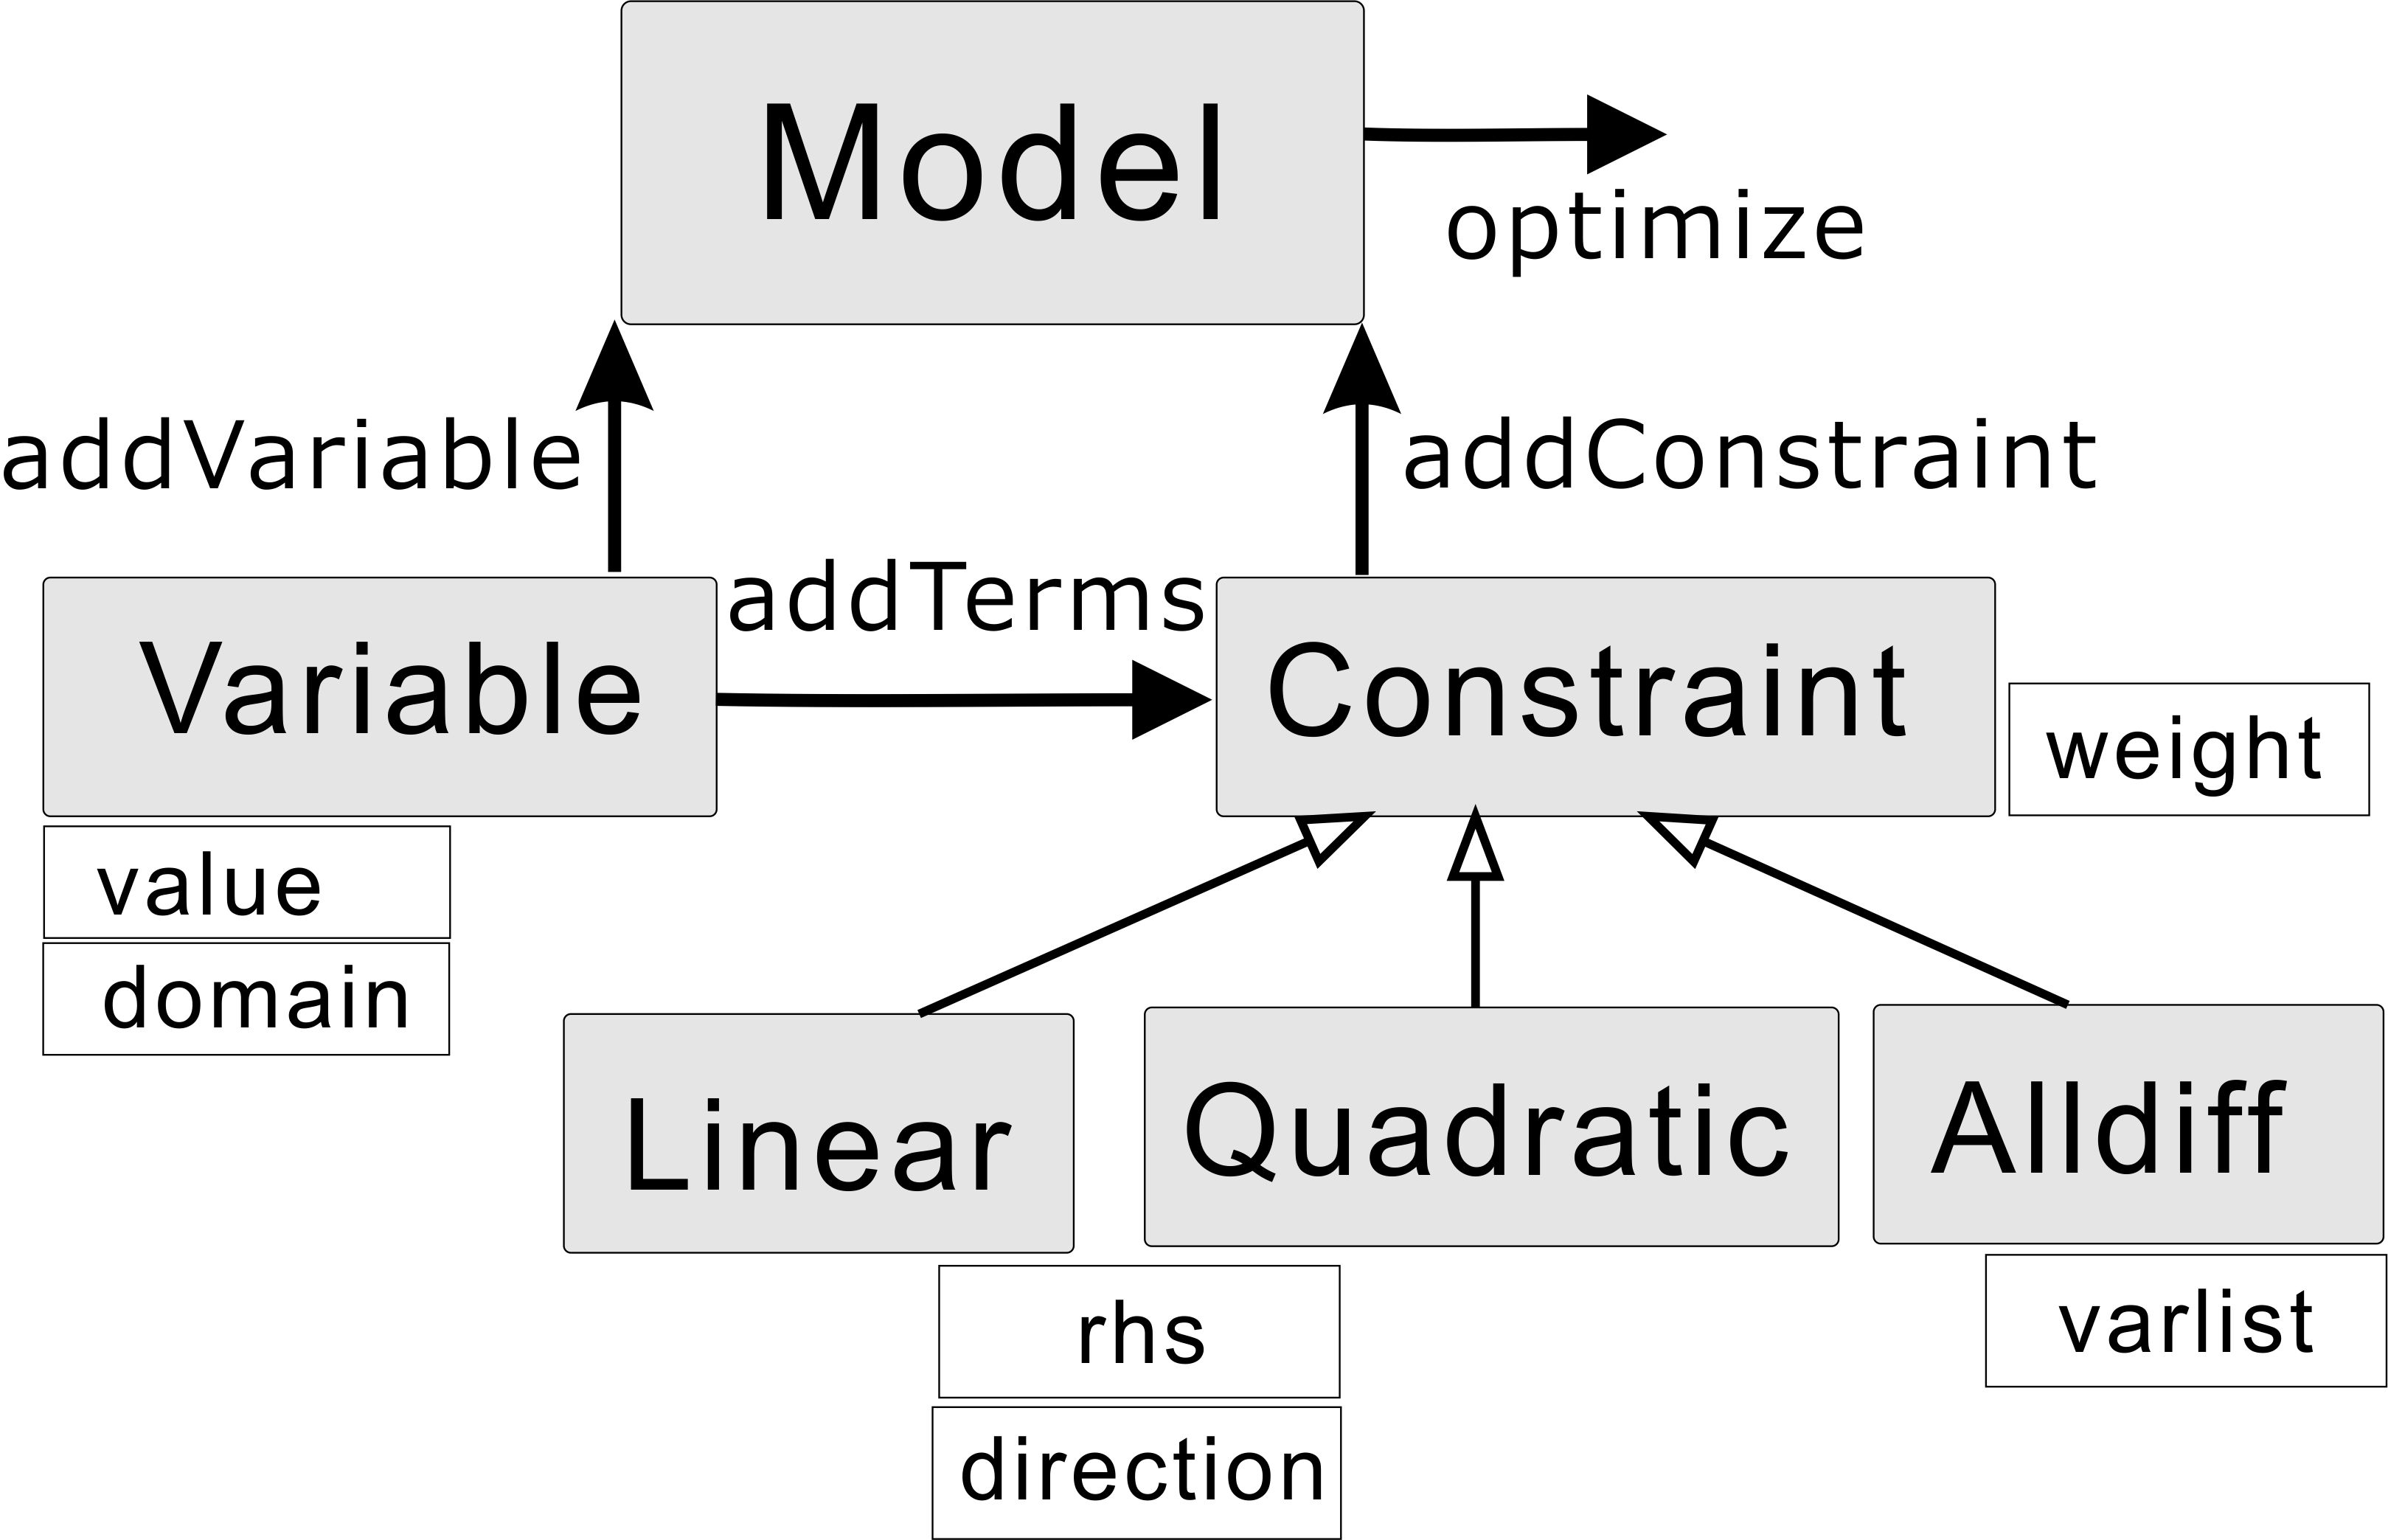 Model
optimize
addVariable
addConstraint
addTerms
Variable
Constraint
weight
value
domain
Linear
Quadratic
Alldiff
rhs
varlist
direction